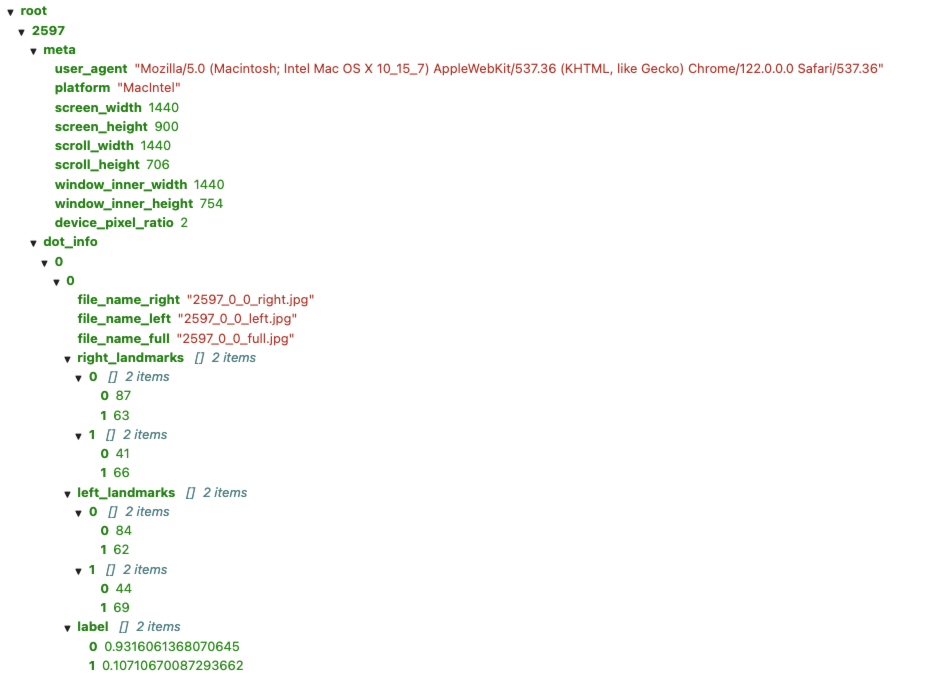 root
2597
meta
user_agent "Mozilla/5.0 (Macintosh; Intel Mac OS X 10_15_7) AppleWebKit/537.36 (KHTML, like Gecko) Chrome/122.0.0.0 Safari/537.36"
platform "MacIntel"
screen_width 1440
screen_height 900
scroll_width 1440
scroll_height 706
window_inner_width 1440
window_inner_height 754
device_pixel_ratio 2
dot_info
0
0
file_name_right "2597_0_0_right.jpg"
file_name_left "2597_0_0_left.jpg"
file_name_full "2597_0_0_full.jpg"
right_landmarks [] 2 items
0 [] 2 items
0 87
1 63
1 [] 2 items
0 41
1 66
left_landmarks [] 2 items
0 [] 2 items
0 84
1 62
1 [] 2 items
0 44
1 69
label [] 2 items
0 0.9316061368070645
1 0.10710670087293662